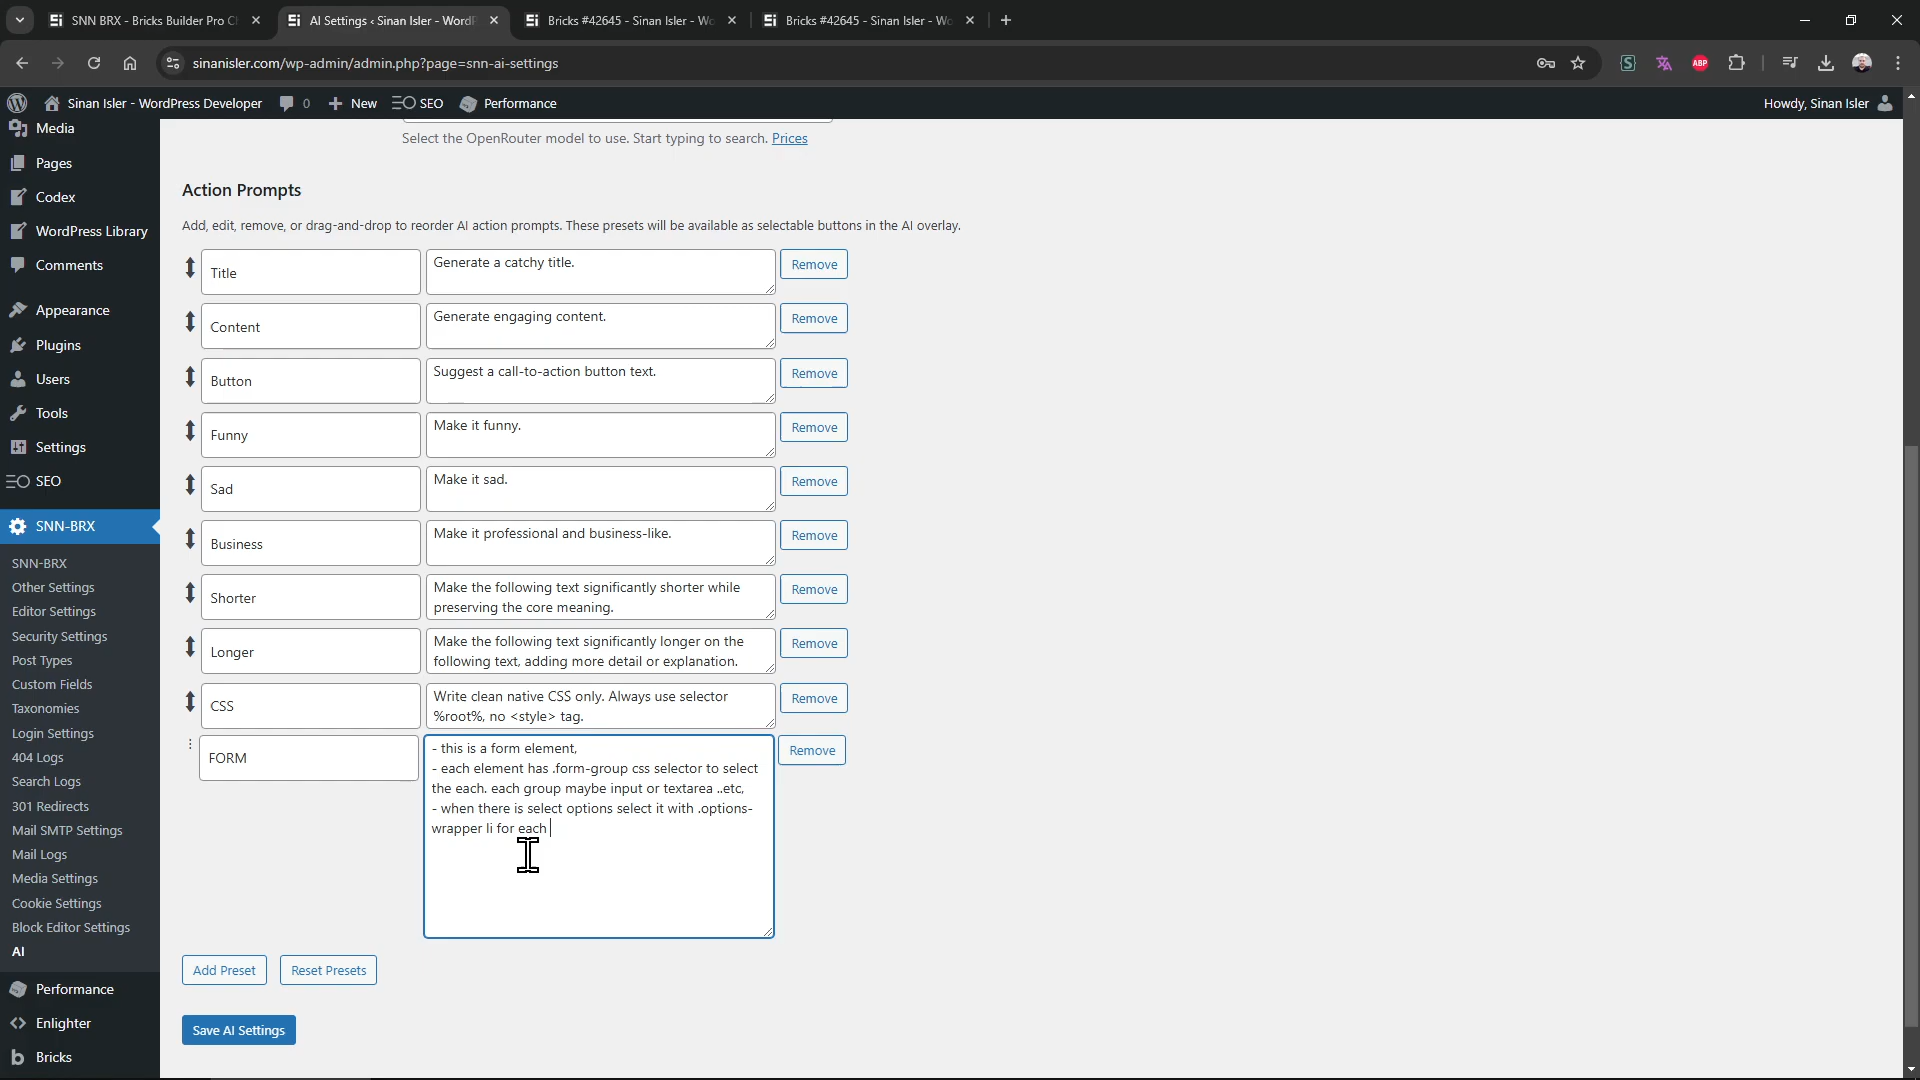 SNN BRX - Bricks Builder Pro Ch
AI Settings ‹ Sinan Isler - WordP
Bricks #42645 - Sinan Isler - Wo
Bricks #42645 - Sinan Isler - Wo
sinanisler.com/wp-admin/admin.php?page=snn-ai-settings
ABP
Sinan Isler - WordPress Developer
0
New
SEO
Performance
Howdy, Sinan Isler
Media
Pages
Codex
WordPress Library
Comments
Appearance
Plugins
Users
Tools
Settings
SEO
SNN-BRX
SNN-BRX
Other Settings
Editor Settings
Security Settings
Post Types
Custom Fields
Taxonomies
Login Settings
404 Logs
Search Logs
301 Redirects
Mail SMTP Settings
Mail Logs
Media Settings
Cookie Settings
Block Editor Settings
AI
Performance
Enlighter
Bricks
Select the OpenRouter model to use. Start typing to search. Prices
Action Prompts
Add, edit, remove, or drag-and-drop to reorder AI action prompts. These presets will be available as selectable buttons in the AI overlay.
Title
Generate a catchy title.
Remove
Content
Generate engaging content.
Remove
Button
Suggest a call-to-action button text.
Remove
Funny
Make it funny.
Remove
Sad
Make it sad.
Remove
Business
Make it professional and business-like.
Remove
Shorter
Make the following text significantly shorter while
preserving the core meaning.
Remove
Longer
Make the following text significantly longer on the
following text, adding more detail or explanation.
Remove
CSS
Write clean native CSS only. Always use selector
%root%, no <style> tag.
Remove
FORM
- this is a form element,
- each element has .form-group css selector to select
the each. each group maybe input or textarea ..etc,
- when there is select options select it with .options-
wrapper li for each
Remove
Add Preset
Reset Presets
Save AI Settings